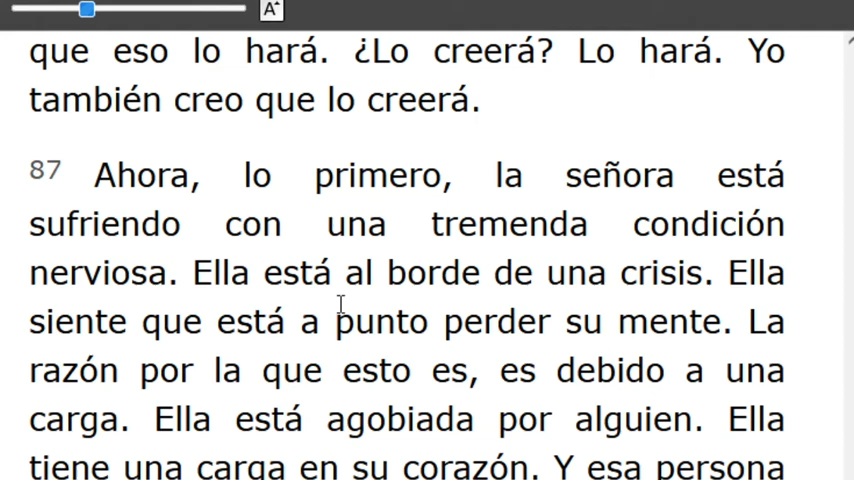 A
que eso lo hará. ¿Lo creerá? Lo hará. Yo
también creo que lo creerá.
87 Ahora, lo primero, la señora está
sufriendo con una tremenda condición
nerviosa. Ella está al borde de una crisis. Ella
siente que está a punto perder su mente. La
razón por la que esto es, es debido a una
carga. Ella está agobiada por alguien. Ella
tiene una carga en su corazón. Y esa persona